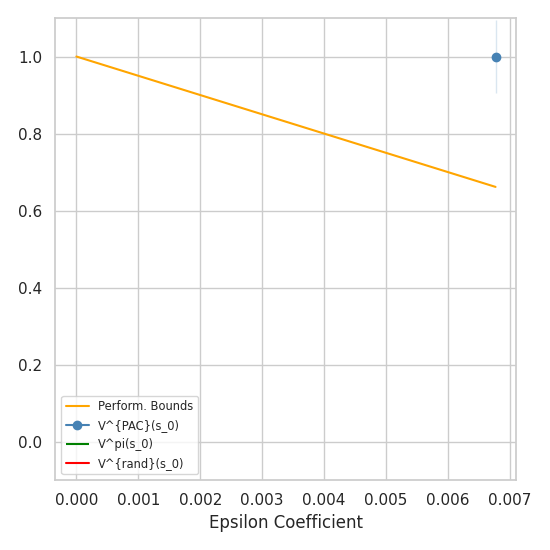 1.0
0.8
0.6
0.4
0.2
0.0
Perform. Bounds
V^{PAC}(s_0)
V^pi(s_0)
V^{rand}(s_0)
0.000 0.001 0.002 0.003 0.004 0.005 0.006 0.007
Epsilon Coefficient